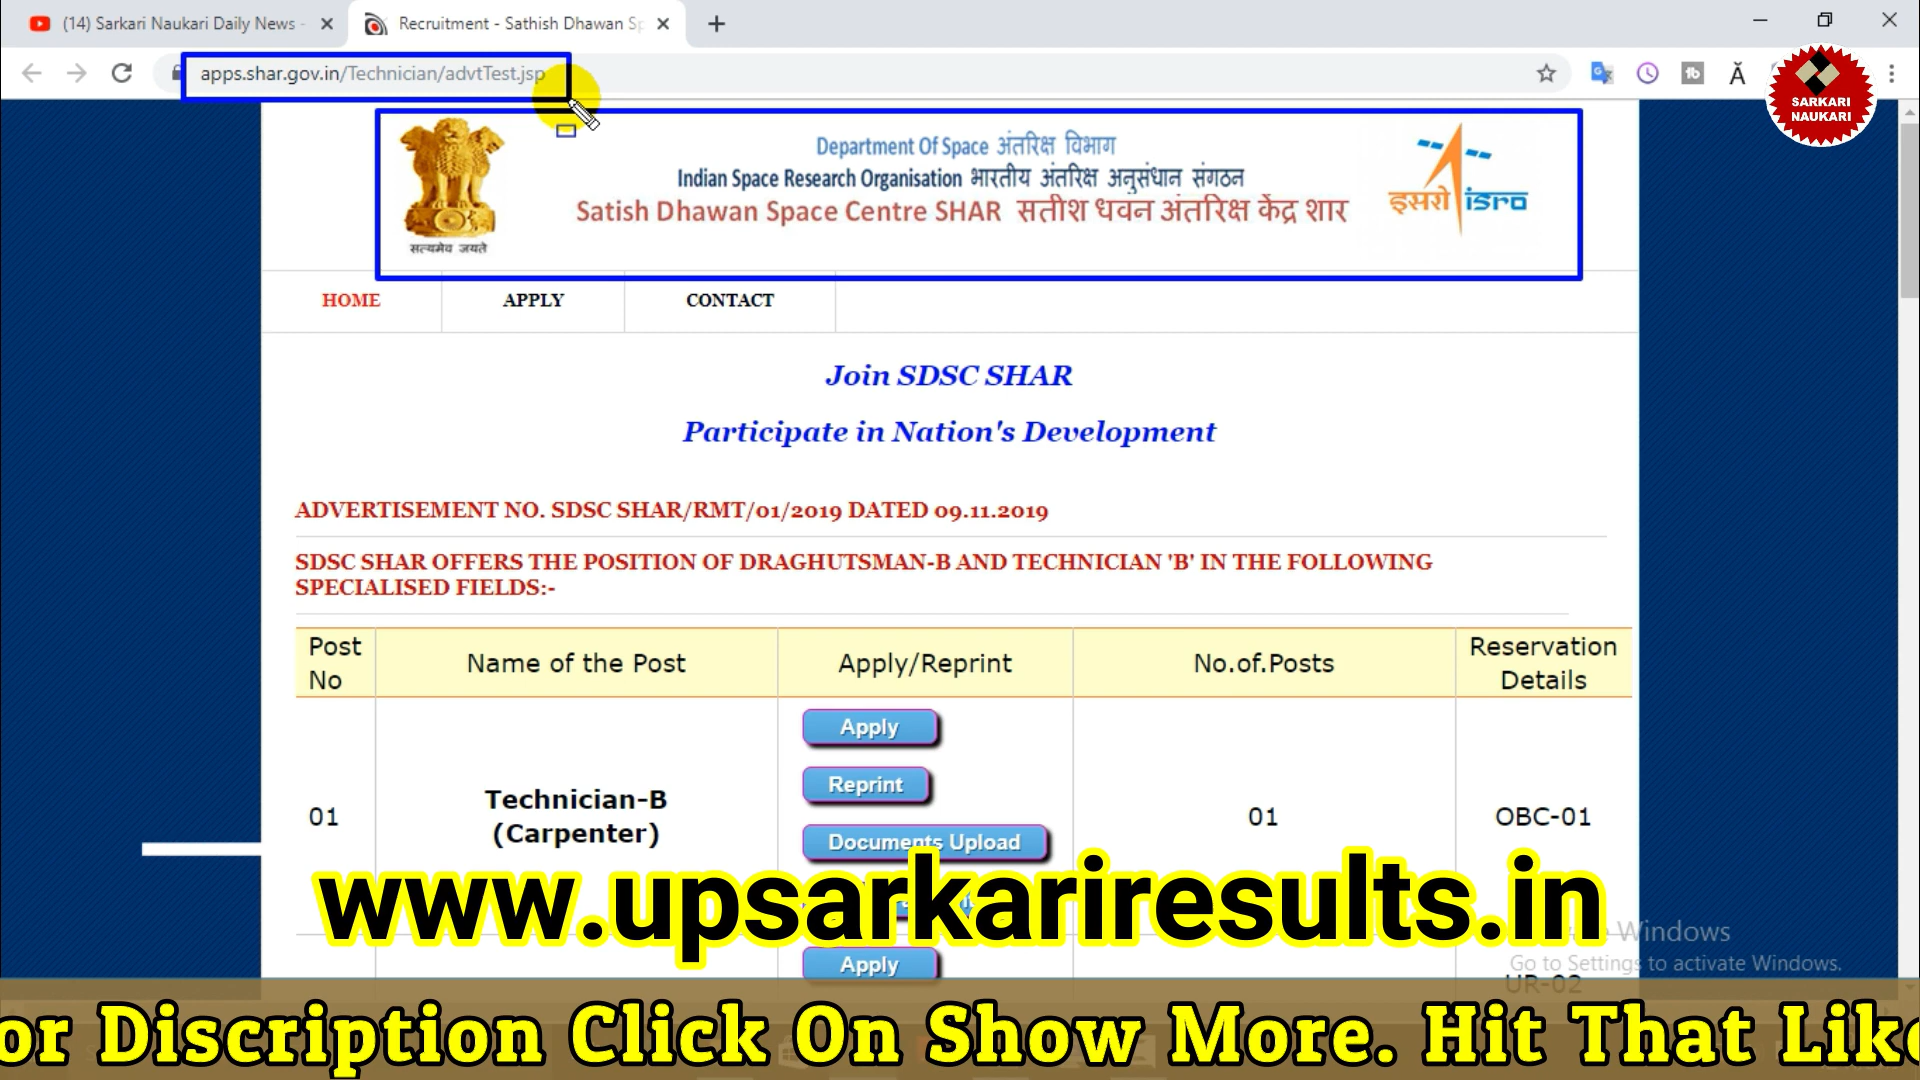 (14) Sarkari Naukari Daily News -
Recruitment - Sathish Dhawan Sp
apps.shar.gov.in/Technician/advtTest.jsp
SARKARI
NAUKARI
सत्यमेव जयते
Department Of Space अंतरिक्ष विभाग
Indian Space Research Organisation भारतीय अंतरिक्ष अनुसंधान संगठन
Satish Dhawan Space Centre SHAR सतीश धवन अंतरिक्ष केंद्र शार
इसरो isro
HOME APPLY CONTACT
Join SDSC SHAR
Participate in Nation's Development
ADVERTISEMENT NO. SDSC SHAR/RMT/01/2019 DATED 09.11.2019
SDSC SHAR OFFERS THE POSITION OF DRAGHUTSMAN-B AND TECHNICIAN 'B' IN THE FOLLOWING
SPECIALISED FIELDS:-
Post No Name of the Post Apply/Reprint No.of.Posts Reservation Details
Apply
Reprint
01 Technician-B (Carpenter) 01 OBC-01
Documents Upload
www.upsarkariresults.in
Windows
Go to Settings to activate Windows.
Apply
UR-02
or Discription Click On Show More. Hit That Like